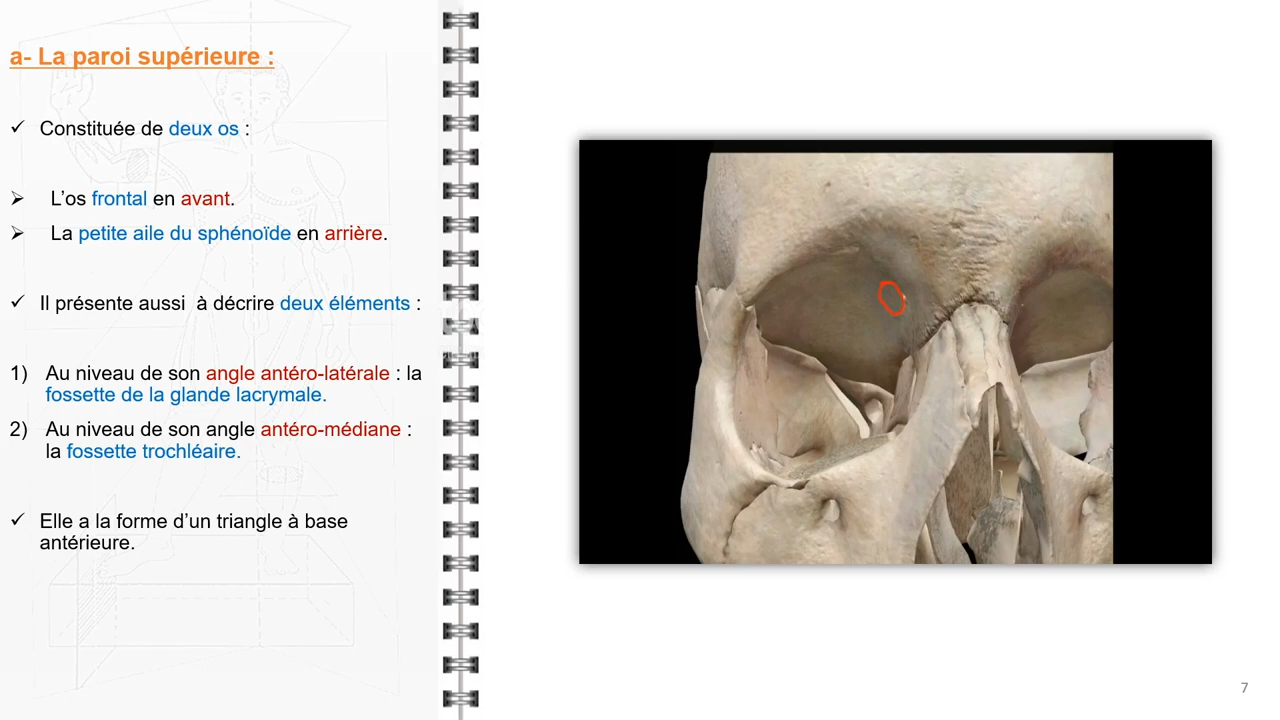 a- La paroi supérieure :
✓ Constituée de deux os :
➢ L’os frontal en avant.
➢ La petite aile du sphénoïde en arrière.
✓ Il présente aussi à décrire deux éléments :
1) Au niveau de son angle antéro-latérale : la
fossette de la glande lacrymale.
2) Au niveau de son angle antéro-médiane :
la fossette trochléaire.
✓ Elle a la forme d’un triangle à base
antérieure.
7